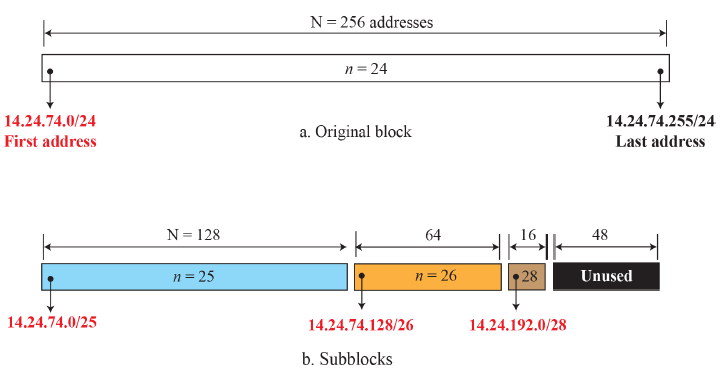 N = 256 addresses
n = 24
14.24.74.0/24
First address
14.24.74.255/24
Last address
a. Original block
N = 128
64
16
48
n = 25
n = 26
28
Unused
14.24.74.0/25
14.24.74.128/26
14.24.192.0/28
b. Subblocks